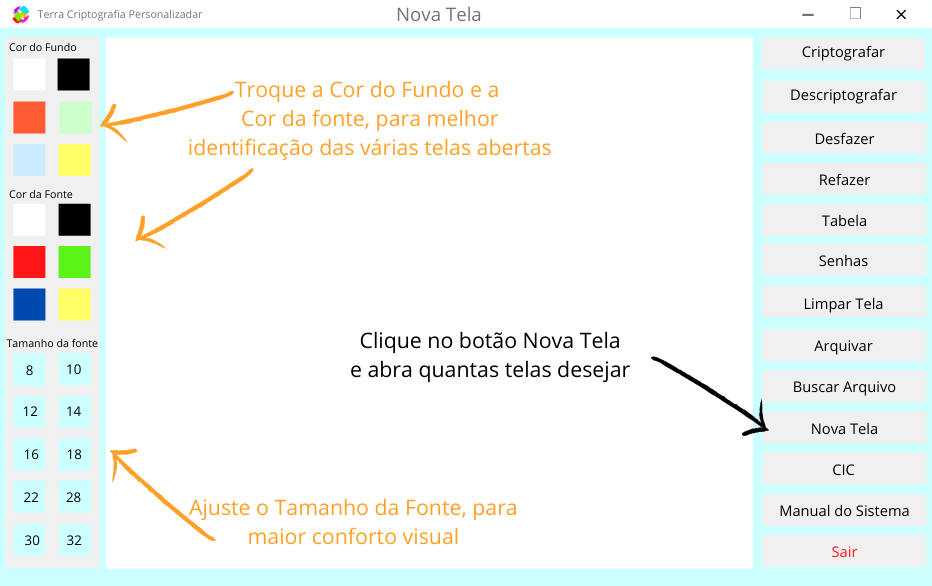 Terra Criptografia Personalizadar
Nova Tela
Cor do Fundo
Cor da Fonte
Tamanho da fonte
8 10
12 14
16 18
22 28
30 32
Troque a Cor do Fundo e a
Cor da fonte, para melhor
identificação das várias telas abertas
Clique no botão Nova Tela
e abra quantas telas desejar
Ajuste o Tamanho da Fonte, para
maior conforto visual
Criptografar
Descriptografar
Desfazer
Refazer
Tabela
Senhas
Limpar Tela
Arquivar
Buscar Arquivo
Nova Tela
CIC
Manual do Sistema
Sair